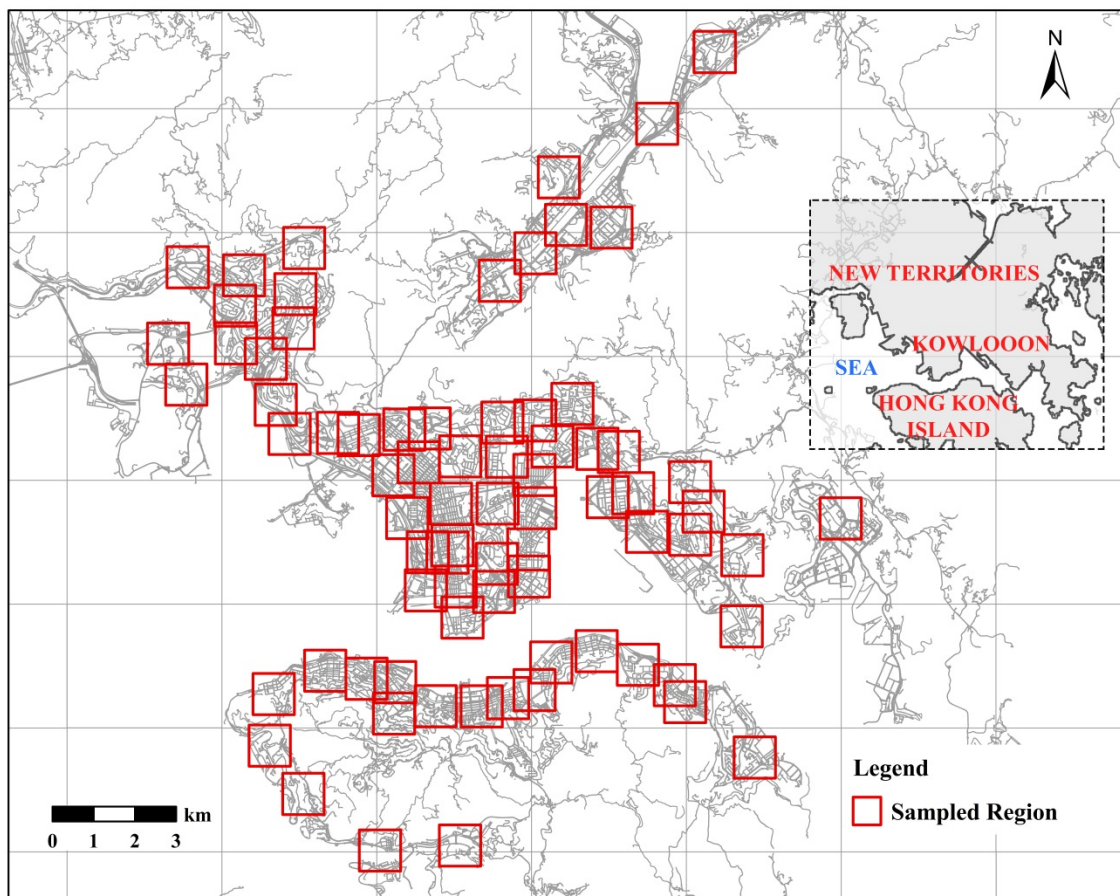 N
NEW TERRITORIES
KOWLOOON
SEA
HONG KONG
ISLAND
Legend
Sampled Region
km
0 1 2 3